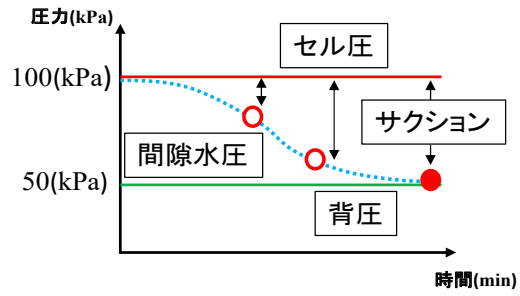 圧力(kPa)
セル圧
100(kPa)
サクション
間隙水圧
50(kPa)
背圧
時間(min)